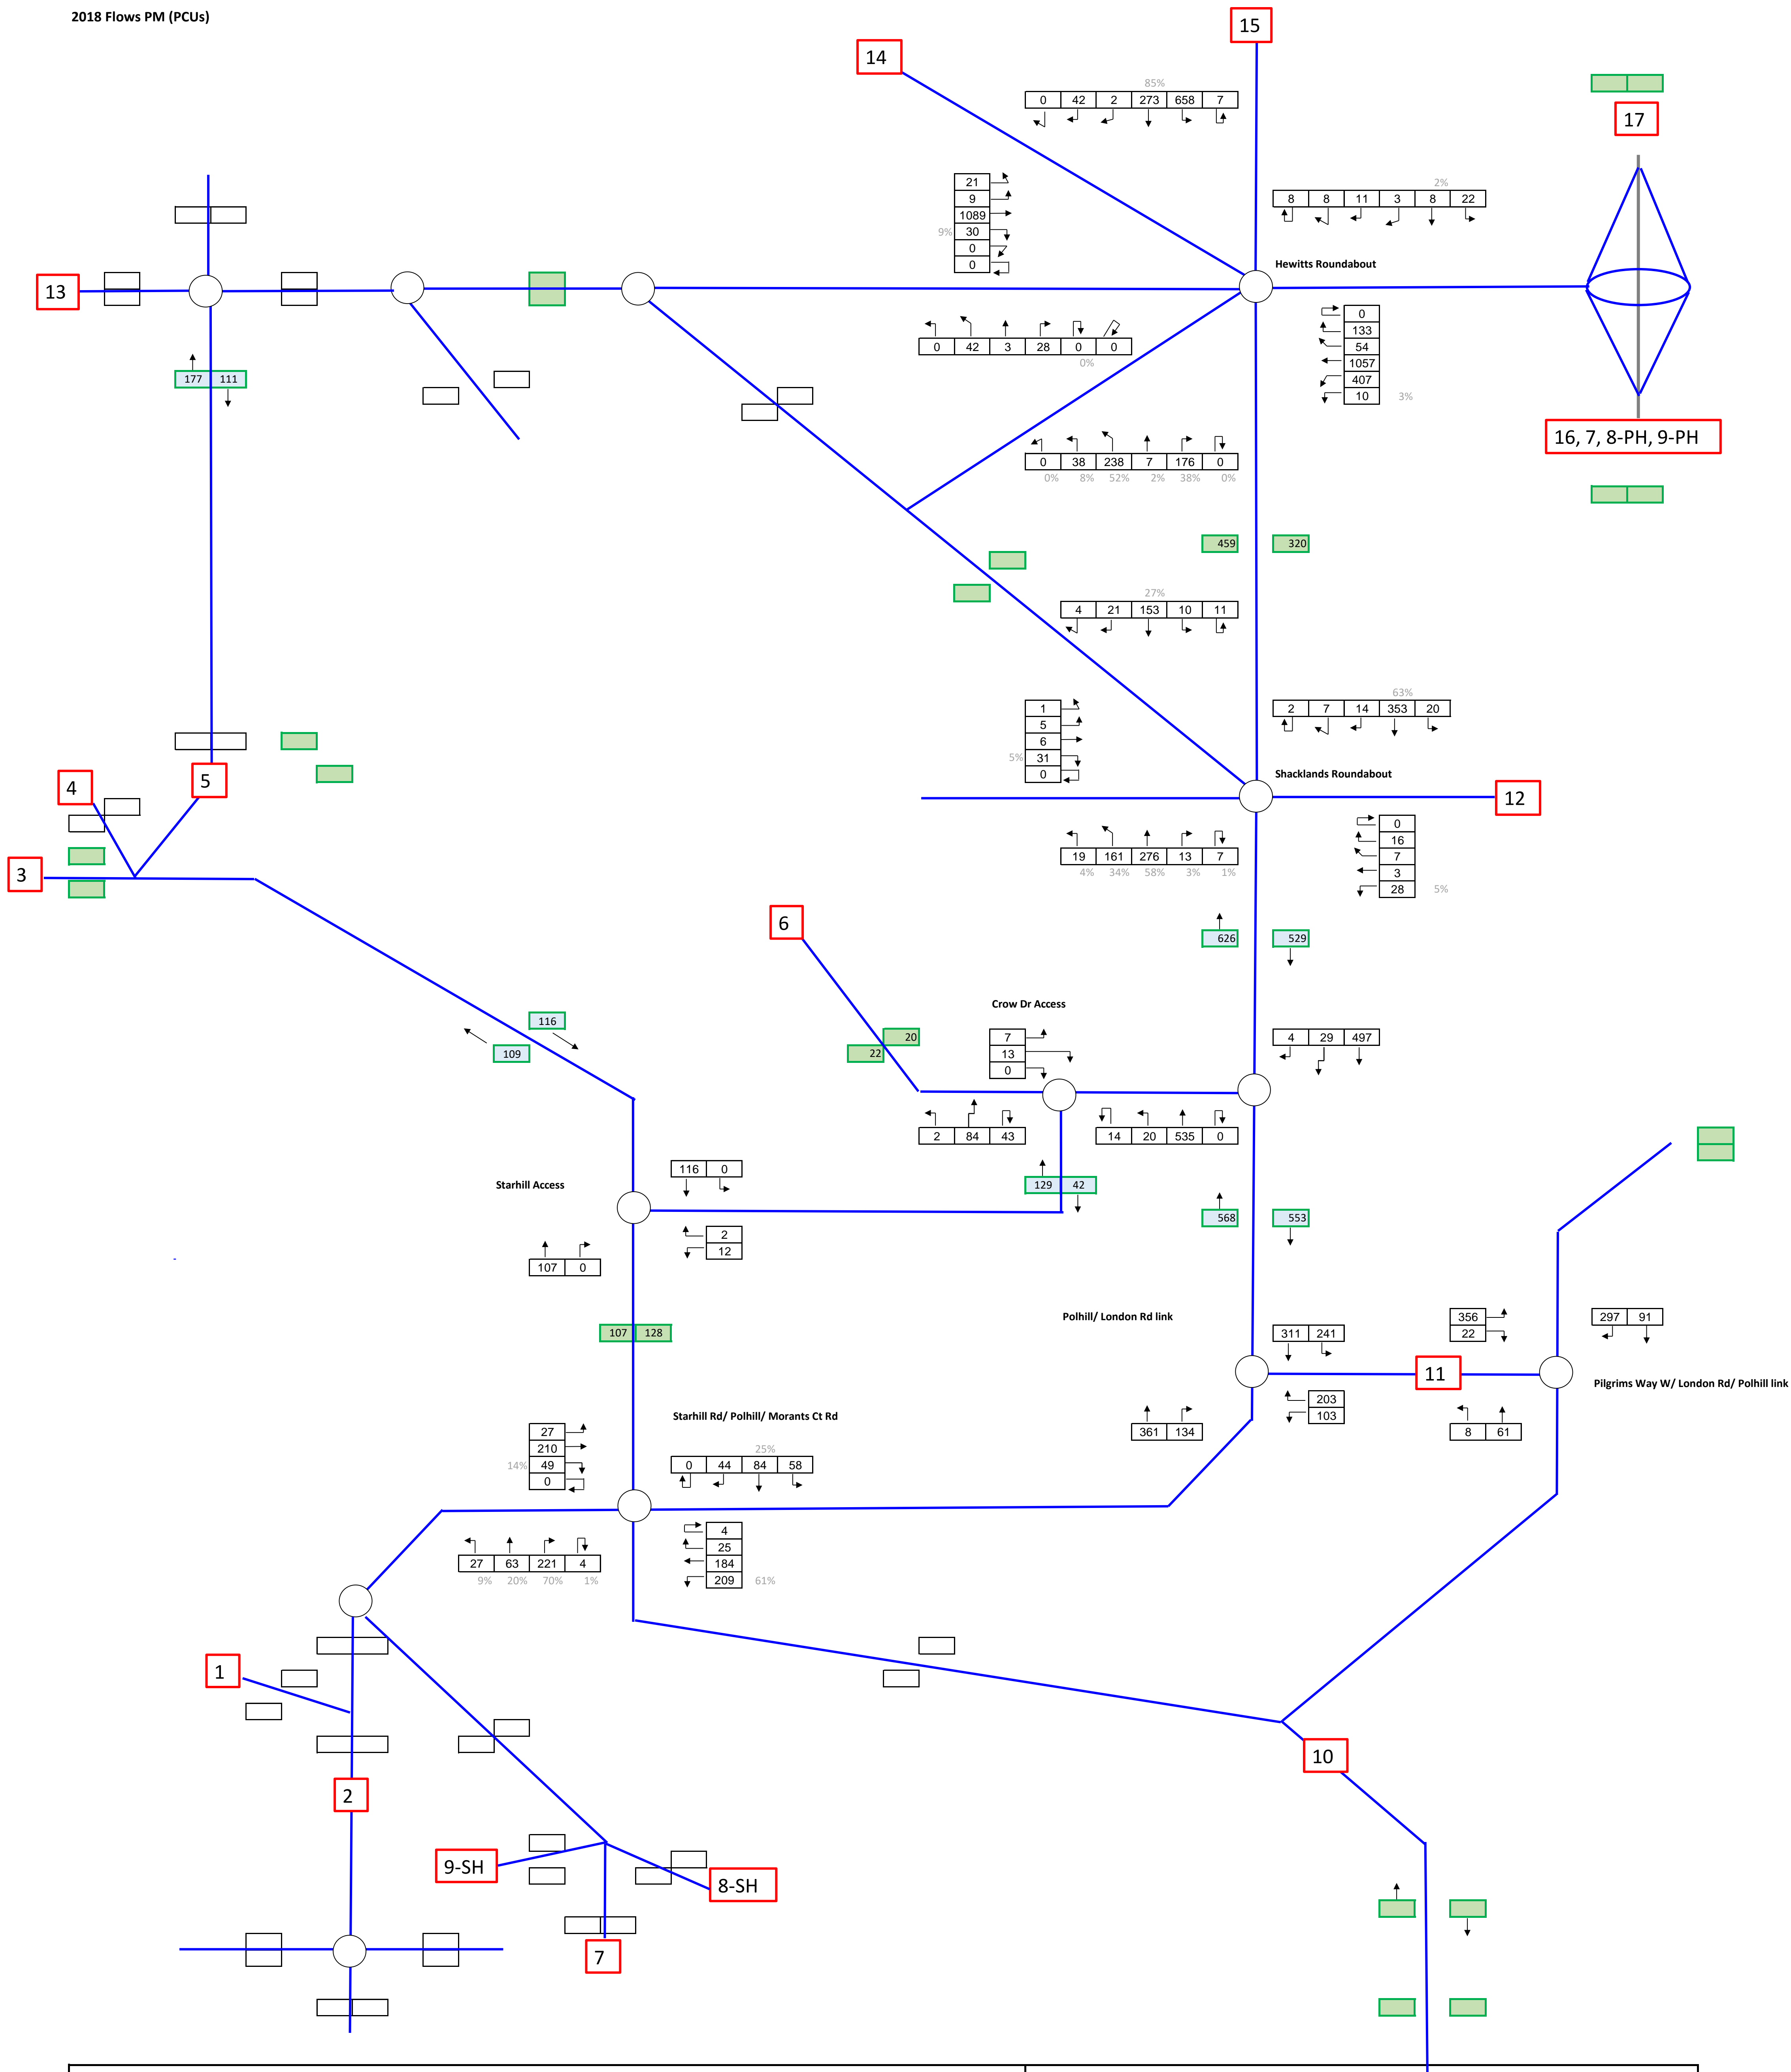 2018 Flows PM (PCUs)
15
14
85%
0 42 2 273 658 7
17
21
9
1089
9% 30
0
0
2%
8 8 11 3 8 22
Hewitts Roundabout
13
0
133
54
1057
407
10 3%
0 42 3 28 0 0
0%
177 111
16, 7, 8-PH, 9-PH
0 38 238 7 176 0
0% 8% 52% 2% 38% 0%
459 320
27%
4 21 153 10 11
63%
2 7 14 353 20
1
5
6
5% 31
0
Shacklands Roundabout
5
4
12
3
0
16
7
3
28 5%
19 161 276 13 7
4% 34% 58% 3% 1%
6
626 529
Crow Dr Access
116
109
20
22
7
13
0
4 29 497
2 84 43
14 20 535 0
Starhill Access
116 0
129 42
568 553
2
12
107 0
-
Polhill/ London Rd link
107 128
311 241
356
22
297 91
11
Pilgrims Way W/ London Rd/ Polhill link
203
103
361 134
8 61
Starhill Rd/ Polhill/ Morants Ct Rd
27
210
14% 49
0
25%
0 44 84 58
4
25
184
209 61%
27 63 221 4
9% 20% 70% 1%
1
10
2
9-SH
8-SH
7